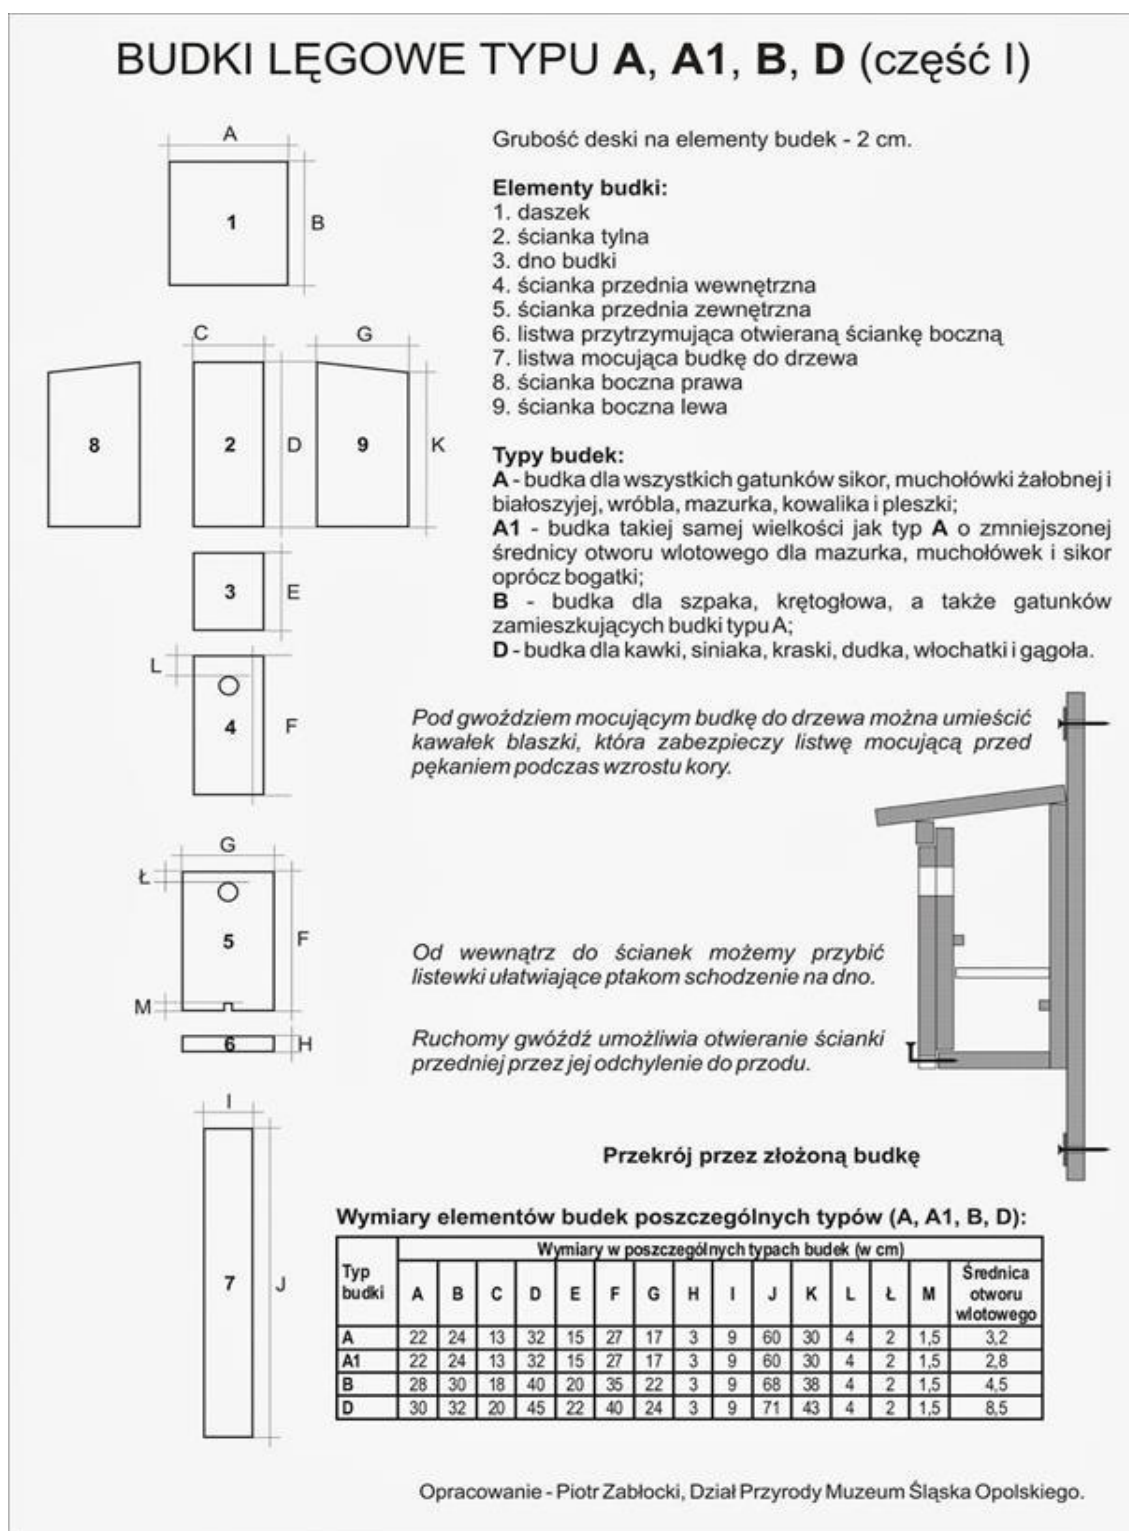 BUDKI LĘGOWE TYPU A, A1, B, D (część I)
A
B
1
Grubość deski na elementy budek - 2 cm.
Elementy budki:
1. daszek
2. ścianka tylna
3. dno budki
4. ścianka przednia wewnętrzna
5. ścianka przednia zewnętrzna
6. listwa przytrzymująca otwieraną ściankę boczną
7. listwa mocująca budkę do drzewa
8. ścianka boczna prawa
9. ścianka boczna lewa
C
G
8
2
D
9
K
Typy budek:
A - budka dla wszystkich gatunków sikor, muchołówki żałobnej i
białoszyjej, wróbla, mazurka, kowalika i pleszki;
A1 - budka takiej samej wielkości jak typ A o zmniejszonej
średnicy otworu wlotowego dla mazurka, muchołówek i sikor
oprócz bogatki;
B - budka dla szpaka, krętogłowa, a także gatunków
zamieszkujących budki typu A;
D - budka dla kawki, siniaka, kraski, dudka, włochatki i gągoła.
3
E
L
4
F
Pod gwoździem mocującym budkę do drzewa można umieścić
kawałek blaszki, która zabezpieczy listwę mocującą przed
pękaniem podczas wzrostu kory.
G
Ł
5
F
M
6
H
Od wewnątrz do ścianek możemy przybić
listewki ułatwiające ptakom schodzenie na dno.
Ruchomy gwóźdź umożliwia otwieranie ścianki
przedniej przez jej odchylenie do przodu.
I
7
J
Przekrój przez złożoną budkę
Wymiary elementów budek poszczególnych typów (A, A1, B, D):
Typ budki
Wymiary w poszczególnych typach budek (w cm)
A B C D E F G H I J K L Ł M Średnica otworu wlotowego
A 22 24 13 32 15 27 17 3 9 60 30 4 2 1,5 3,2
A1 22 24 13 32 15 27 17 3 9 60 30 4 2 1,5 2,8
B 28 30 18 40 20 35 22 3 9 68 38 4 2 1,5 4,5
D 30 32 20 45 22 40 24 3 9 71 43 4 2 1,5 8,5
Opracowanie - Piotr Zabłocki, Dział Przyrody Muzeum Śląska Opolskiego.